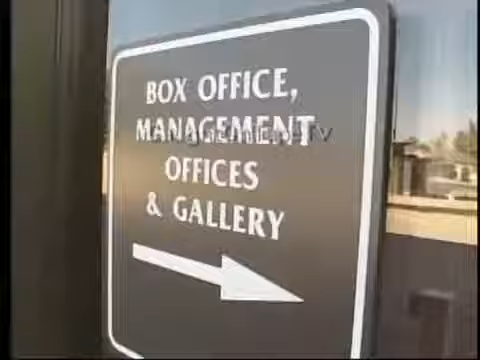 BOX OFFICE,
MANAGEMENT
OFFICES
& GALLERY